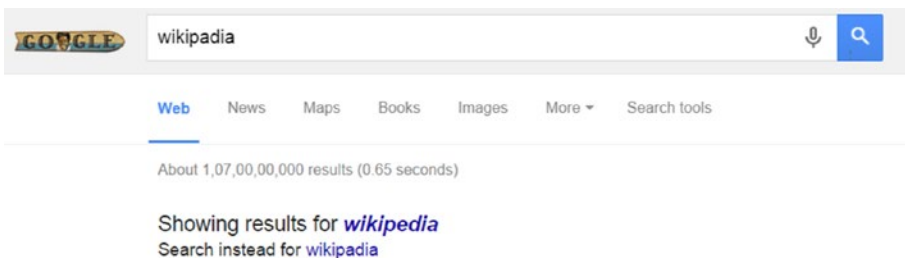 GOOGLE
wikipadia
Web News Maps Books Images More Search tools
About 1,07,00,00,000 results (0.65 seconds)
Showing results for wikipedia
Search instead for wikipadia